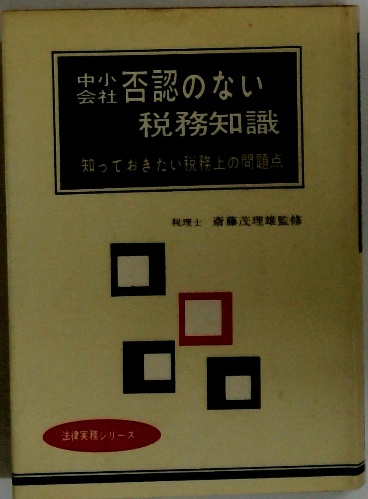 中小会社 否認のない
税務知識
知っておきたい税務上の問題点
税理士 斎藤茂理雄監修
法律実務シリーズ